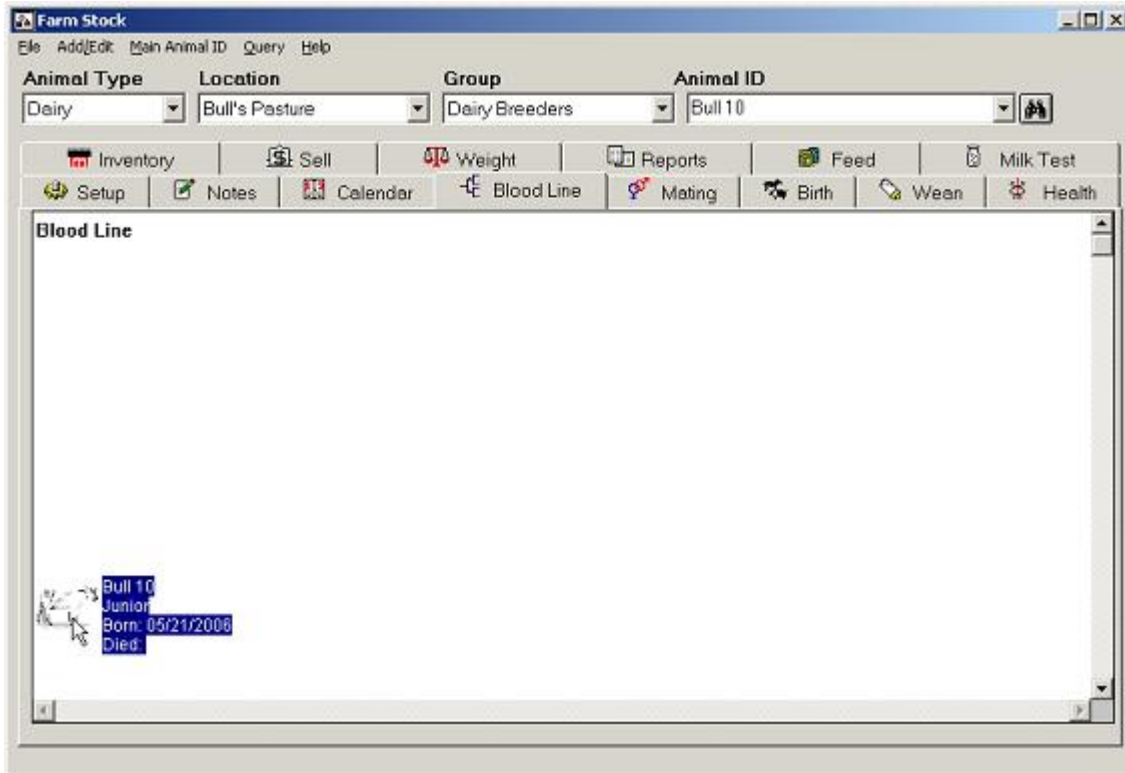 Farm Stock
File Add/Edit Main Animal ID Query Help
Animal Type Location Group Animal ID
Dairy Bull's Pasture Dairy Breeders Bull 10
Inventory Sell Weight Reports Feed Milk Test
Setup Notes Calendar Blood Line Mating Birth Wean Health
Blood Line
Bull 10
Junior
Born: 05/21/2006
Died: